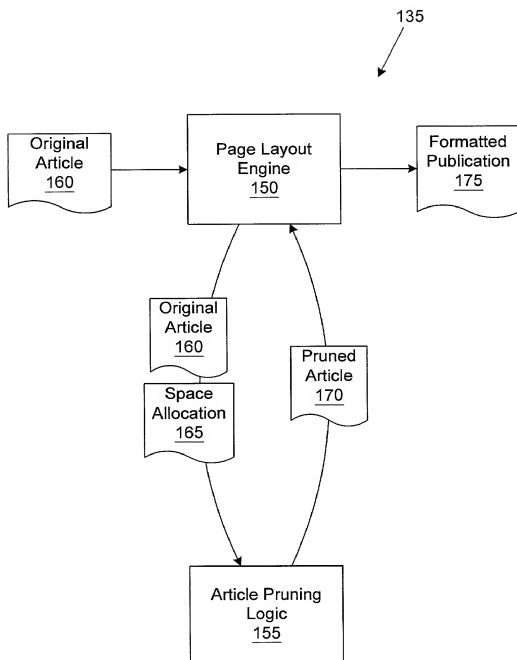 135
Original
Article
160
Page Layout
Engine
150
Formatted
Publication
175
Original
Article
160
Space
Allocation
165
Pruned
Article
170
Article Pruning
Logic
155